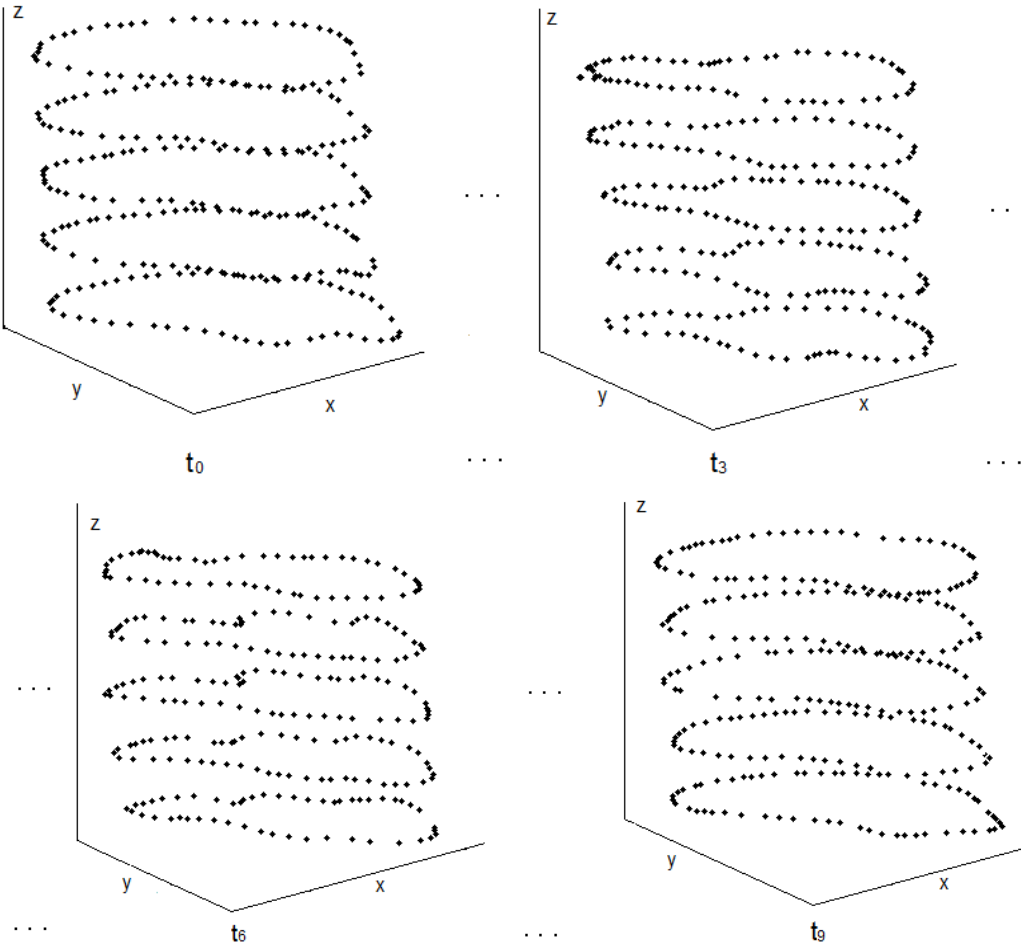 z
z
. . .
. .
y
x
y
x
t0
. . .
t3
. . .
z
z
. . .
. . .
y
x
y
x
. . .
t6
. . .
t9